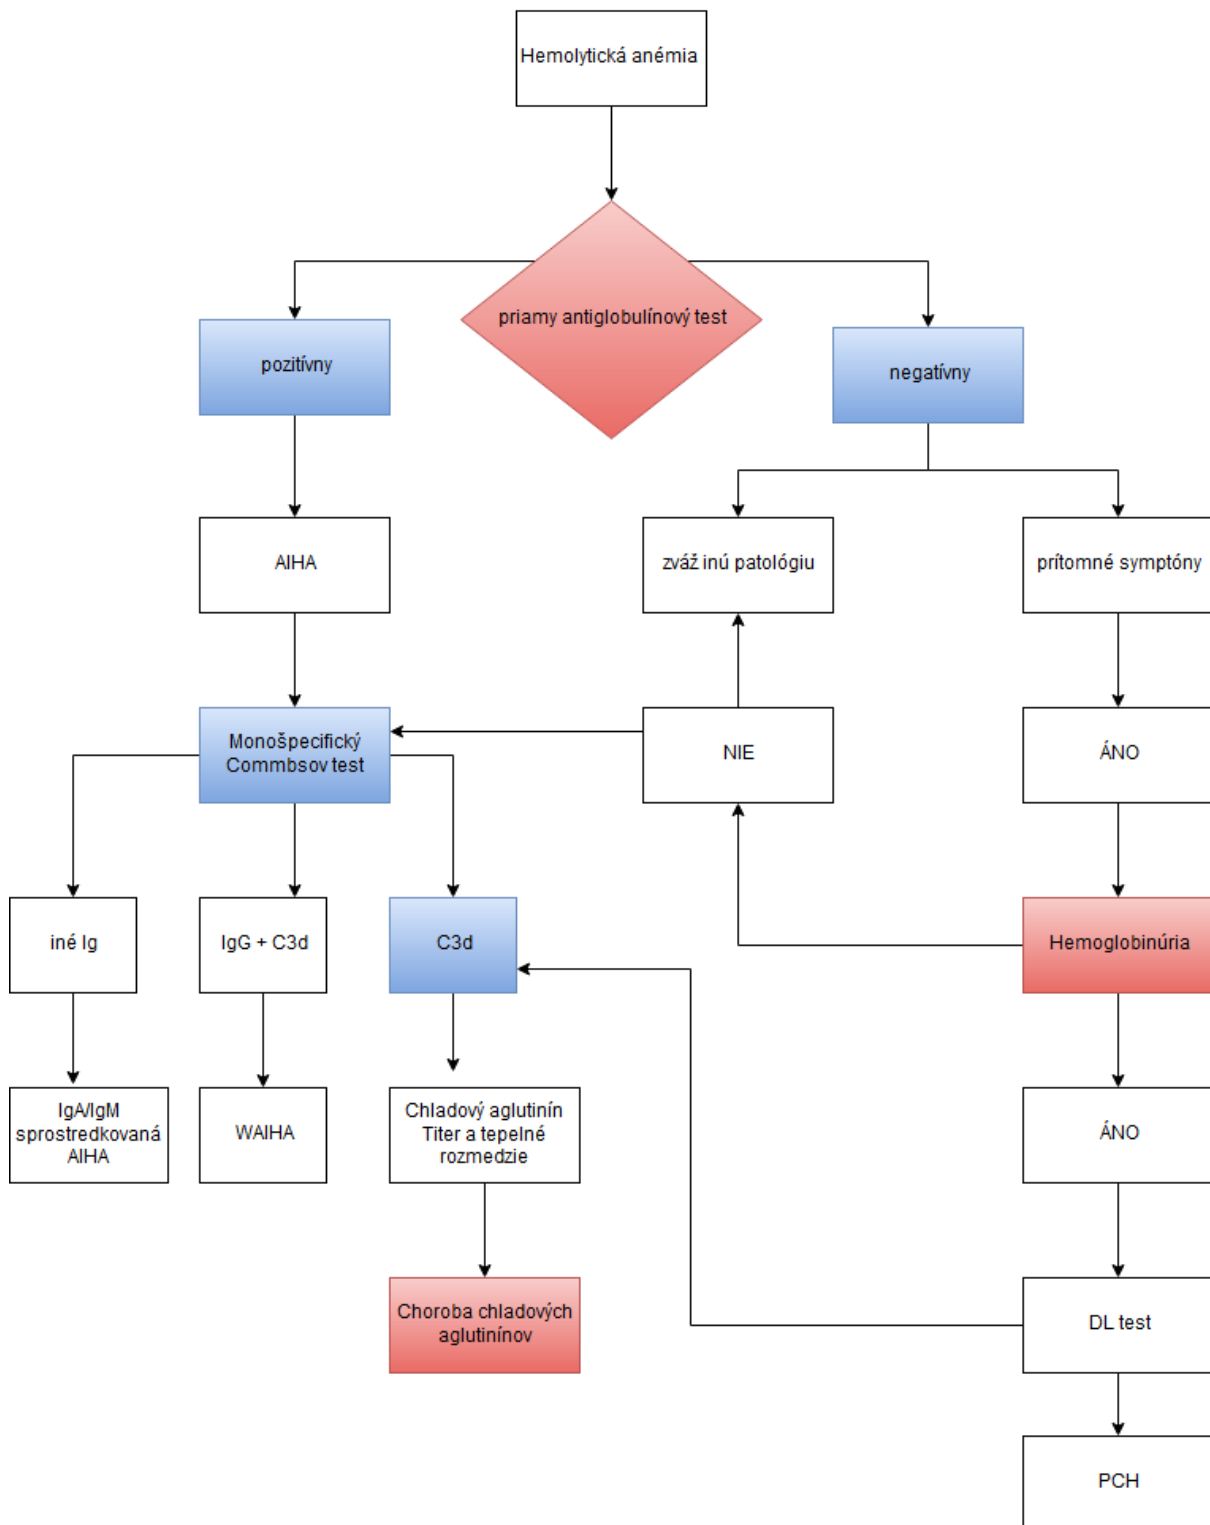 Hemolytická anémia
priamy antiglobulínový test
pozitívny
negatívny
AIHA
zváž inú patológiu
prítomné symptóny
Monošpecifický
Commbsov test
NIE
ÁNO
iné Ig
IgG + C3d
C3d
Hemoglobinúria
IgA/IgM
sprostredkovaná
AIHA
WAIHA
Chladový aglutinín
Titer a tepelné
rozmedzie
ÁNO
Choroba chladových
aglutinínov
DL test
PCH